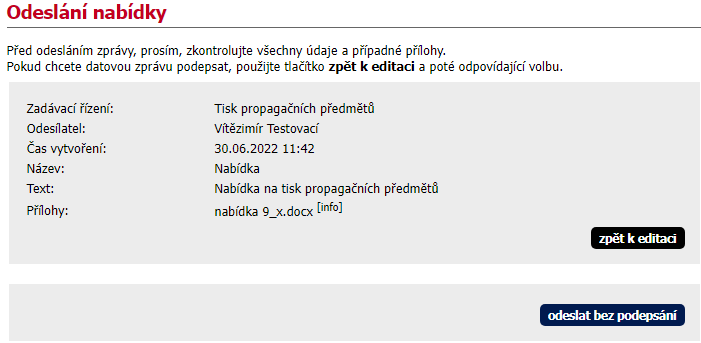 Odeslání nabídky
Před odesláním zprávy, prosím, zkontrolujte všechny údaje a případné přílohy.
Pokud chcete datovou zprávu podepsat, použijte tlačítko zpět k editaci a poté odpovídající volbu.
Zadávací řízení: Tisk propagačních předmětů
Odesílatel: Vítězimír Testovací
Čas vytvoření: 30.06.2022 11:42
Název: Nabídka
Text: Nabídka na tisk propagačních předmětů
Přílohy: nabídka 9_x.docx [info]
zpět k editaci
odeslat bez podepsání